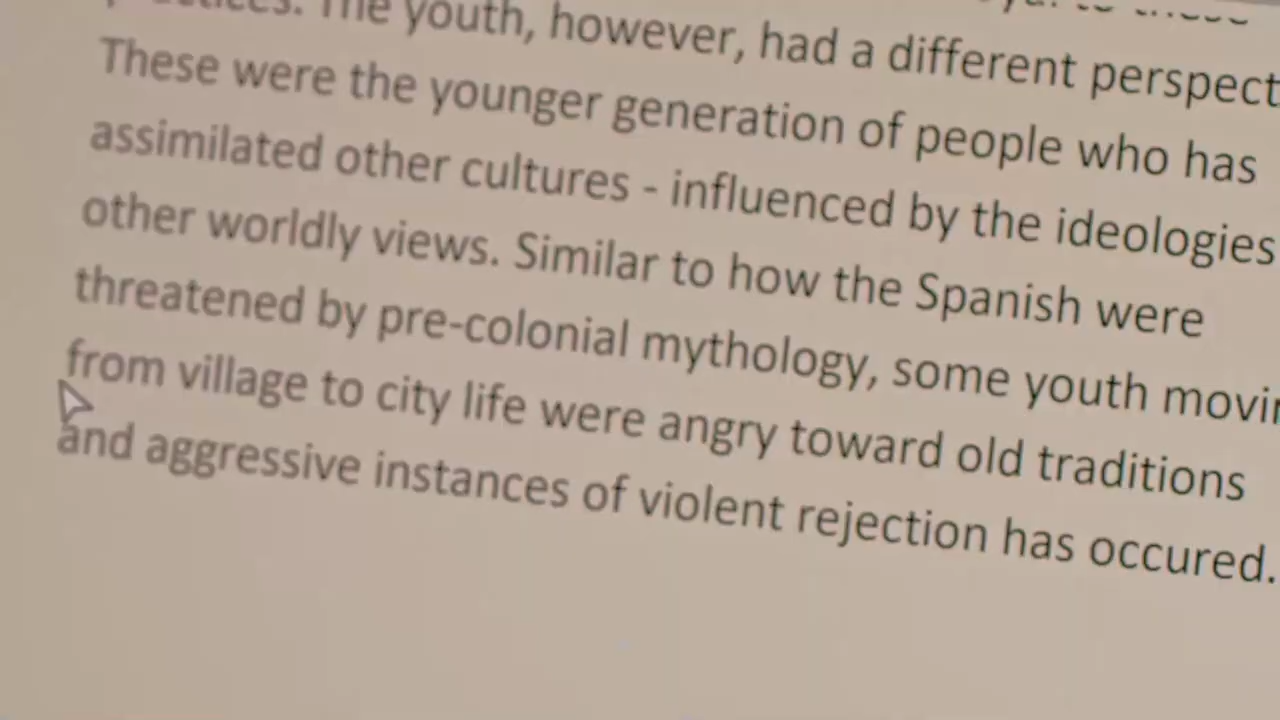 The youth, however, had a different
These were the younger generation of people who has
assimilated other cultures - influenced by the ideologies
other worldly views. Similar to how the Spanish were
threatened by pre-colonial mythology, some youth
from village to city life were angry toward old traditions
and aggressive instances of violent rejection has occured.